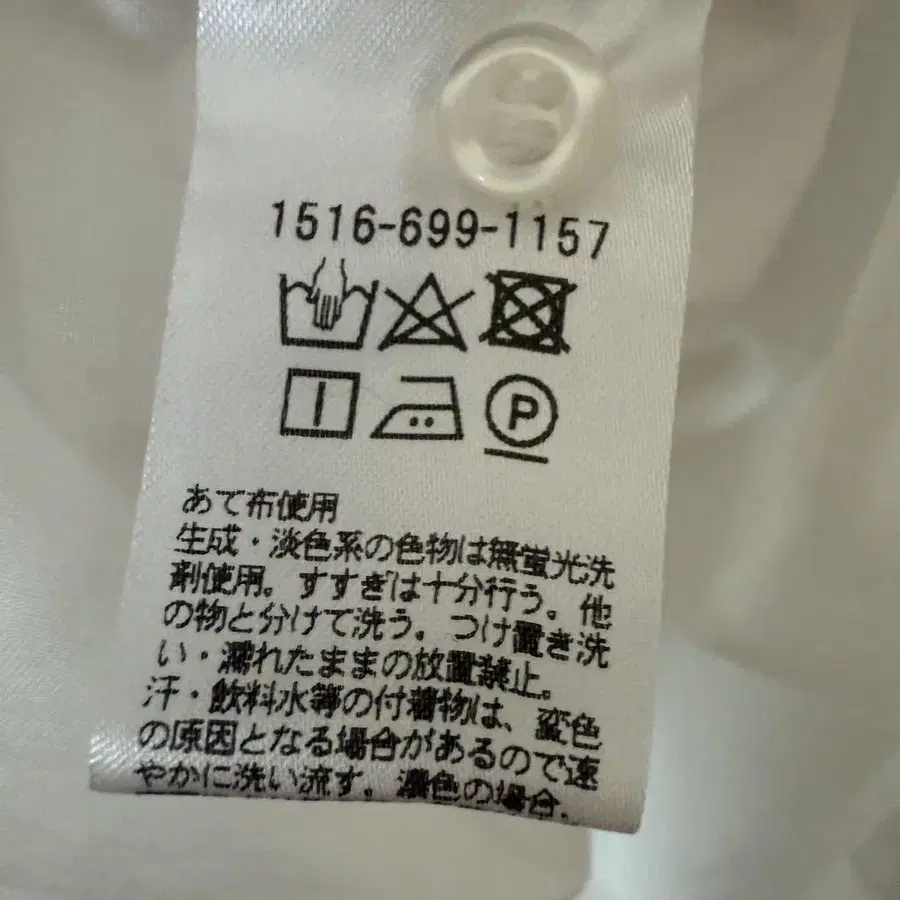 1516-699-1157
P
あて布使用
生成・淡色系の色物は無蛍光洗
剤使用。すすぎは十分行う。他
の物と分けて洗う。つけ置き洗
い・濡れたままの放置禁止。
汗・飲料水等の付着物は、変色
の原因となる場合があるので速
やかに洗い流す。濃色の場合、